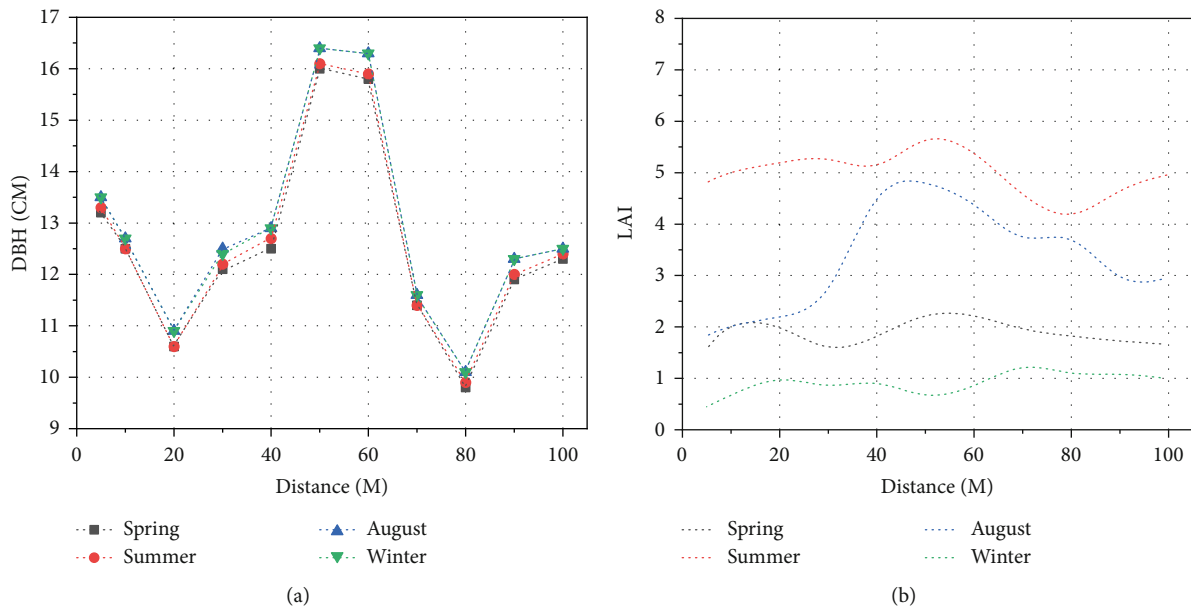 17
16
15
14
13
12
11
10
9
DBH (CM)
0 20 40 60 80 100
Distance (M)
Spring August
Summer Winter
(a)
8
7
6
5
4
3
2
1
0
LAI
0 20 40 60 80 100
Distance (M)
Spring August
Summer Winter
(b)